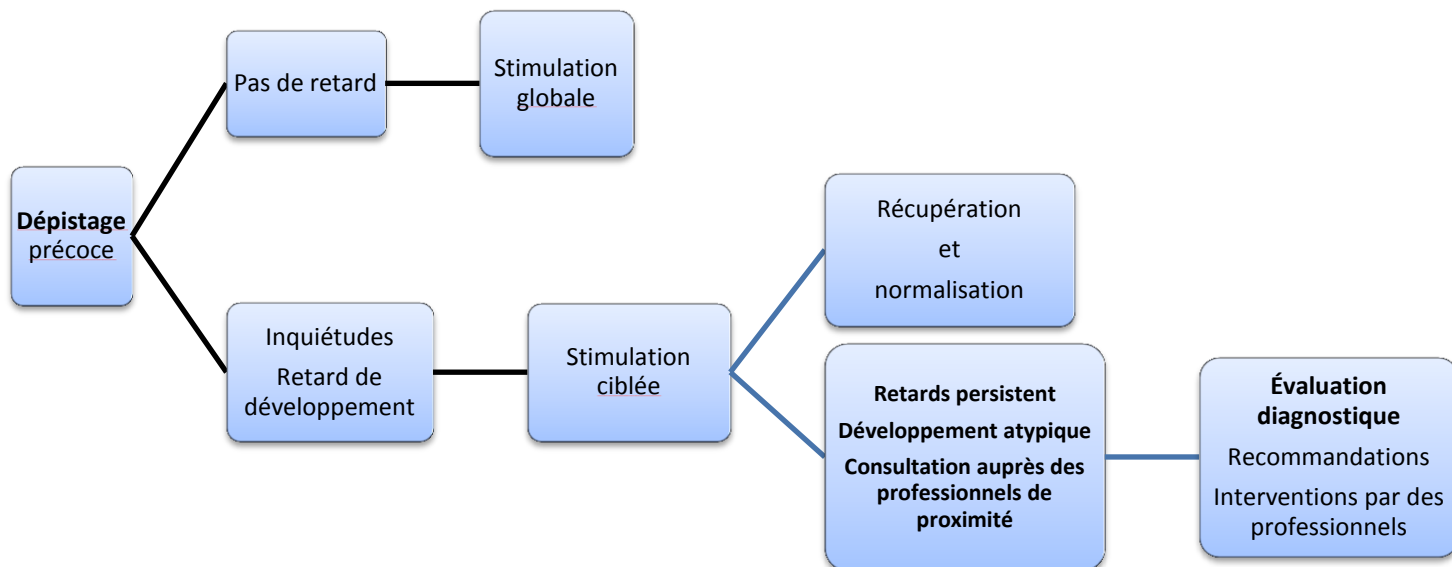 Dépistage
précoce
Pas de retard
Stimulation
globale
Inquiétudes
Retard de
développement
Stimulation
ciblée
Récupération
et
normalisation
Retards persistent
Développement atypique
Consultation auprès des
professionnels de
proximité
Évaluation
diagnostique
Recommandations
Interventions par des
professionnels